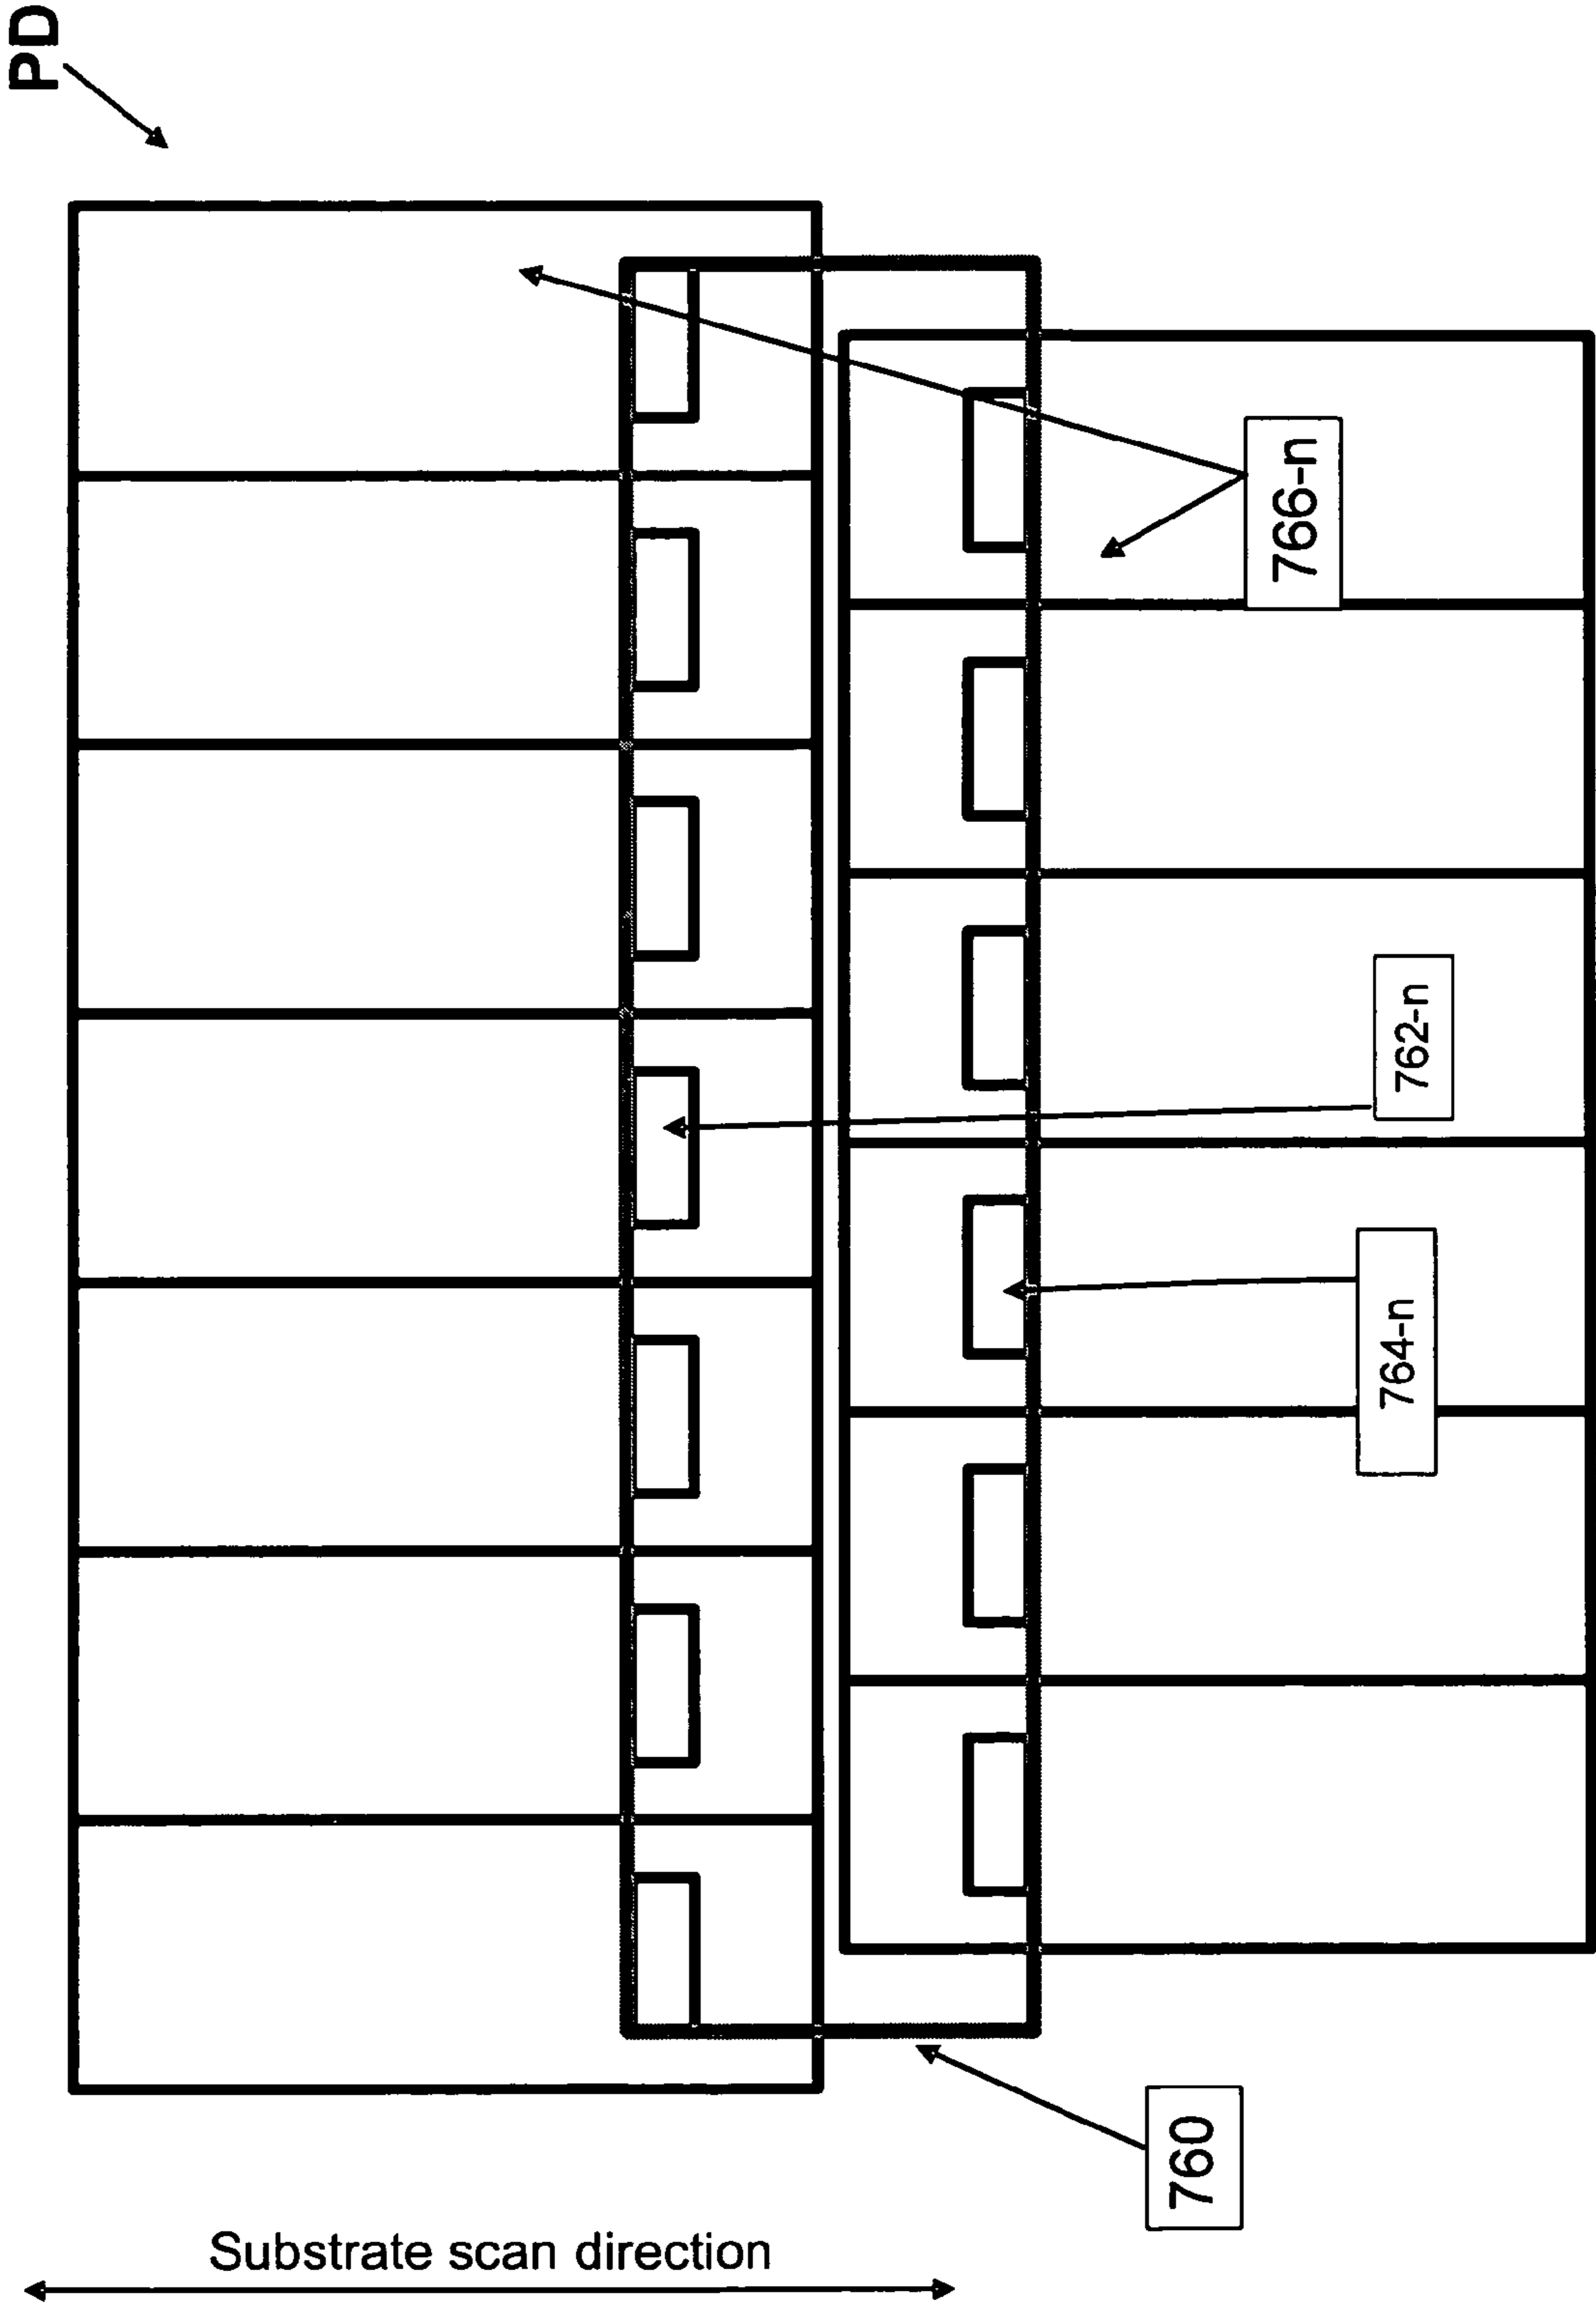 PD
766-n
762-n
764-n
760
Substrate scan direction